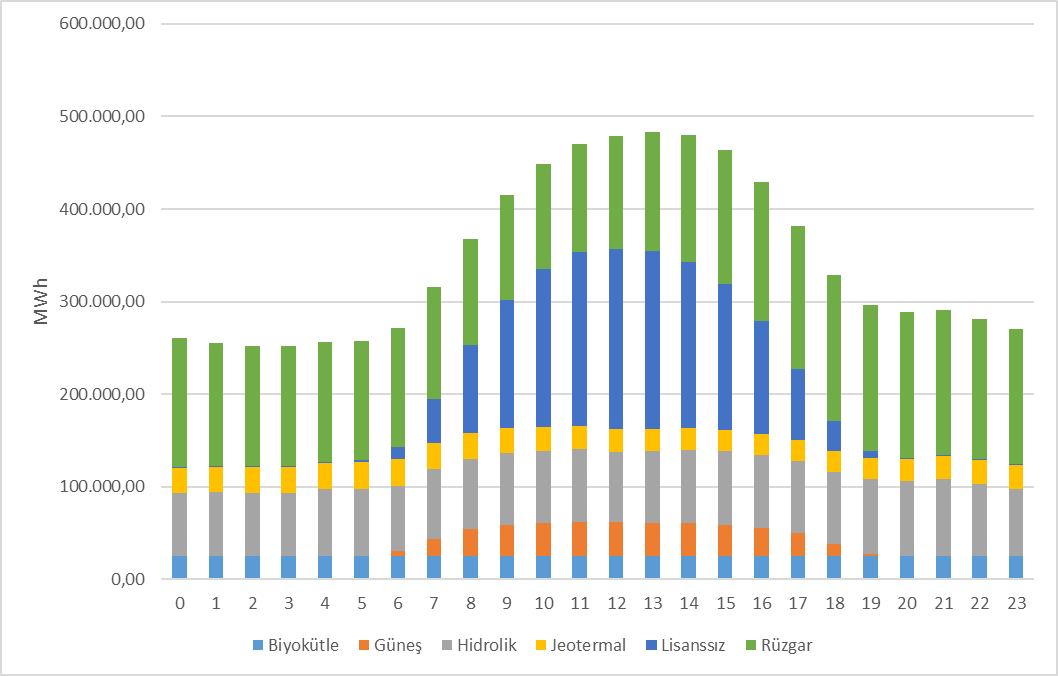 600.000,00
500.000,00
400.000,00
300.000,00
200.000,00
100.000,00
0,00
MWh
0 1 2 3 4 5 6 7 8 9 10 11 12 13 14 15 16 17 18 19 20 21 22 23
Biyokütle Güneş Hidrolik Jeotermal Lisanssız Rüzgar